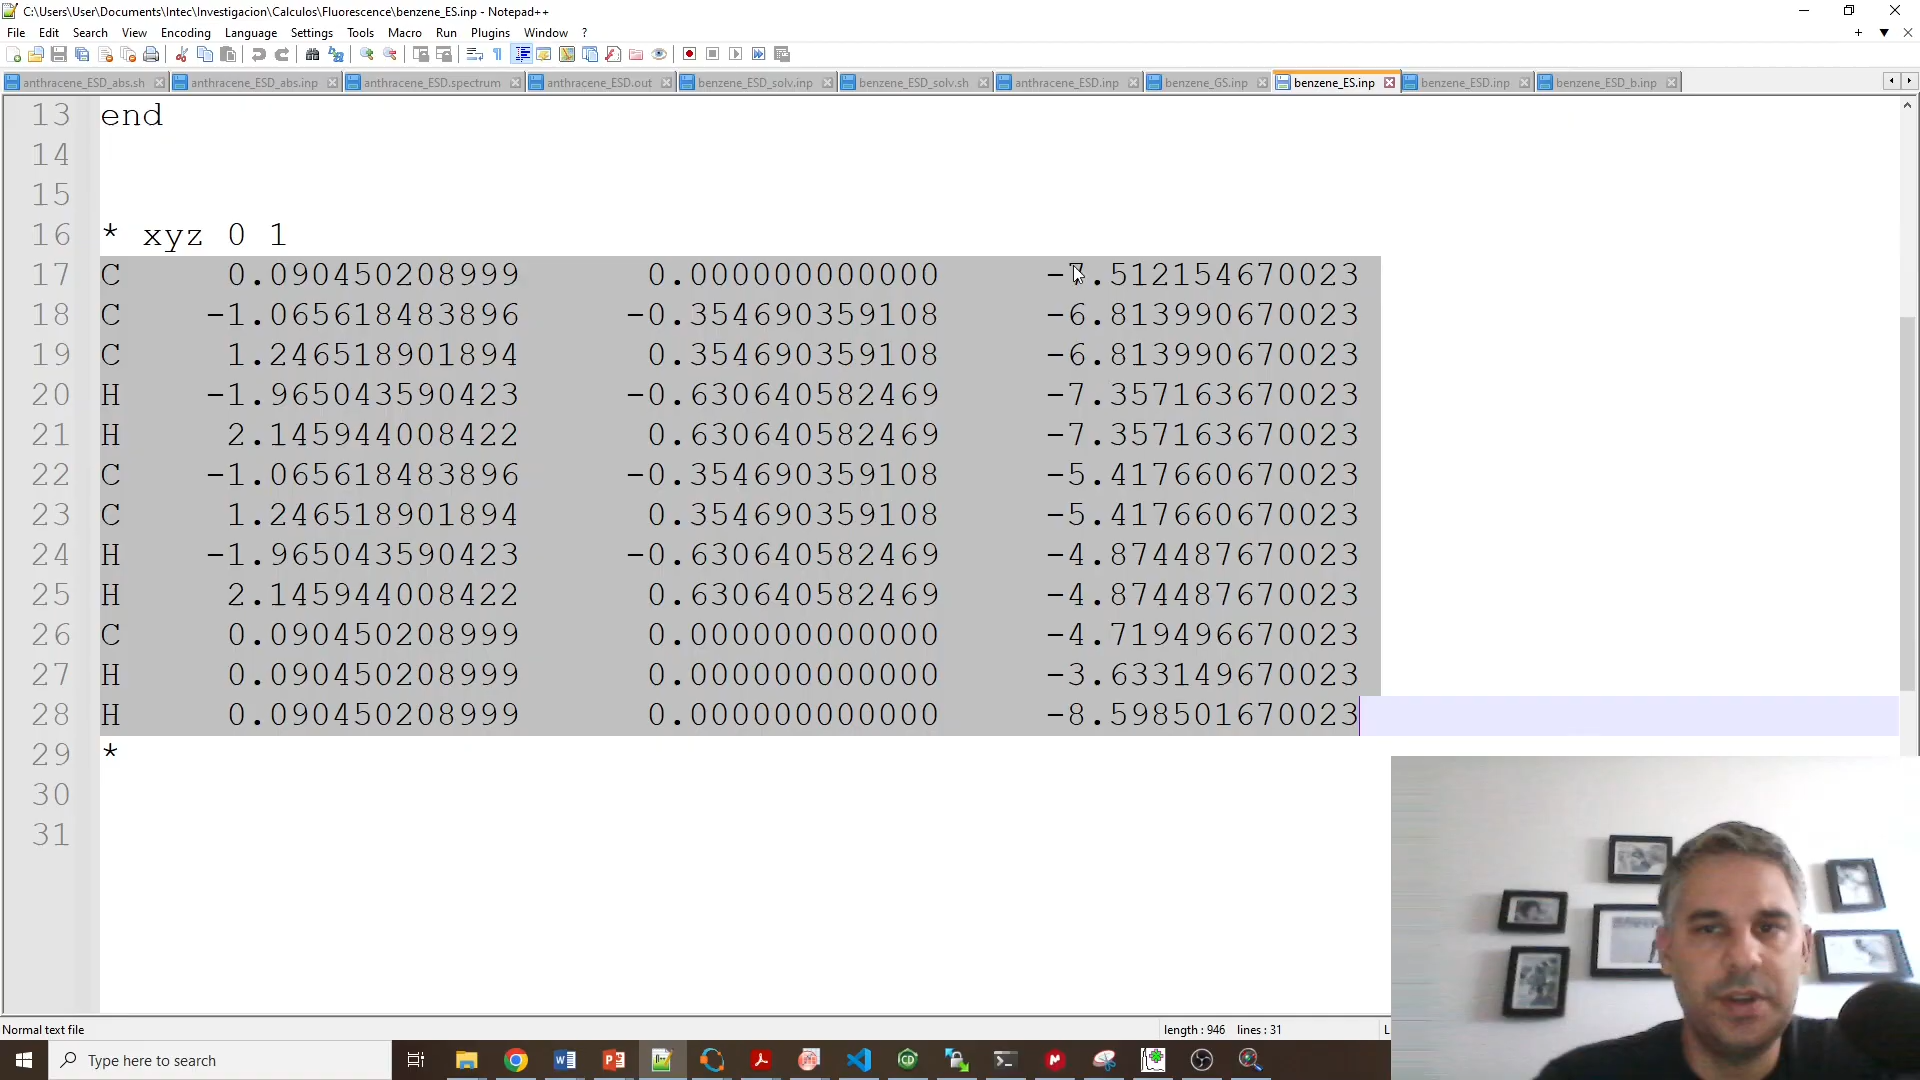 C:\Users\User\Documents\Intec\Investigacion\Calculos\Fluorescence\benzene_ES.inp - Notepad++
File Edit Search View Encoding Language Settings Tools Macro Run Plugins Window ?
anthracene_ESD_abs.sh anthracene_ESD_abs.inp anthracene_ESD.spectrum anthracene_ESD.out benzene_ESD_solv.inp benzene_ESD_solv.sh anthracene_ESD.inp benzene_GS.inp benzene_ES.inp benzene_ESD.inp benzene_ESD_b.inp
13 end
14
15
16 * xyz 0 1
17 C 0.090450208999 0.000000000000 -7.512154670023
18 C -1.065618483896 -0.354690359108 -6.813990670023
19 C 1.246518901894 0.354690359108 -6.813990670023
20 H -1.965043590423 -0.630640582469 -7.357163670023
21 H 2.145944008422 0.630640582469 -7.357163670023
22 C -1.065618483896 -0.354690359108 -5.417660670023
23 C 1.246518901894 0.354690359108 -5.417660670023
24 H -1.965043590423 -0.630640582469 -4.874487670023
25 H 2.145944008422 0.630640582469 -4.874487670023
26 C 0.090450208999 0.000000000000 -4.719496670023
27 H 0.090450208999 0.000000000000 -3.633149670023
28 H 0.090450208999 0.000000000000 -8.598501670023
29 *
30
31
Normal text file length : 946 lines : 31 L
Type here to search